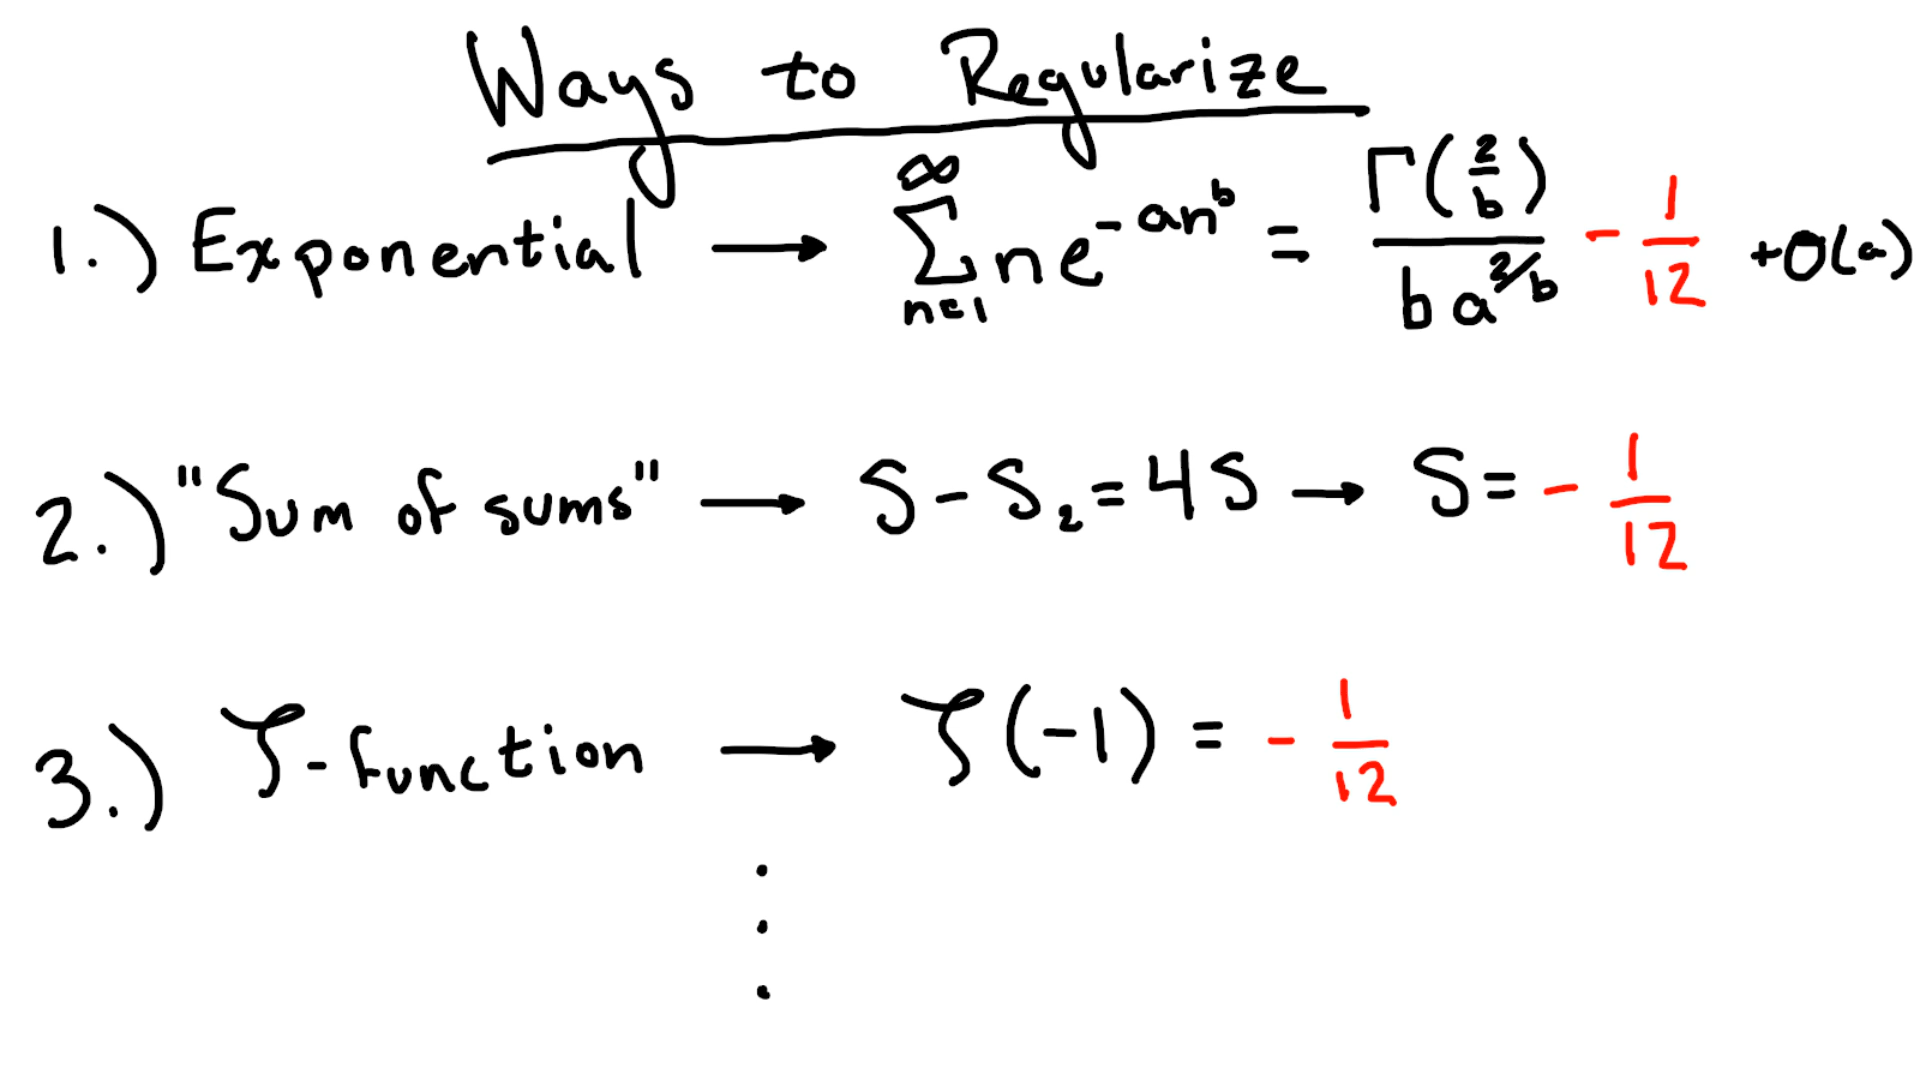 Ways to Regularize
1.) Exponential → ∑_{n=1}^{∞} n e^{-an^b} = Γ(2/b) / (b a^{2/b}) - 1/12 + O(a)
2.) "Sum of sums" → S - S₂ = 4S → S = - 1/12
3.) ζ-function → ζ(-1) = - 1/12
⋮